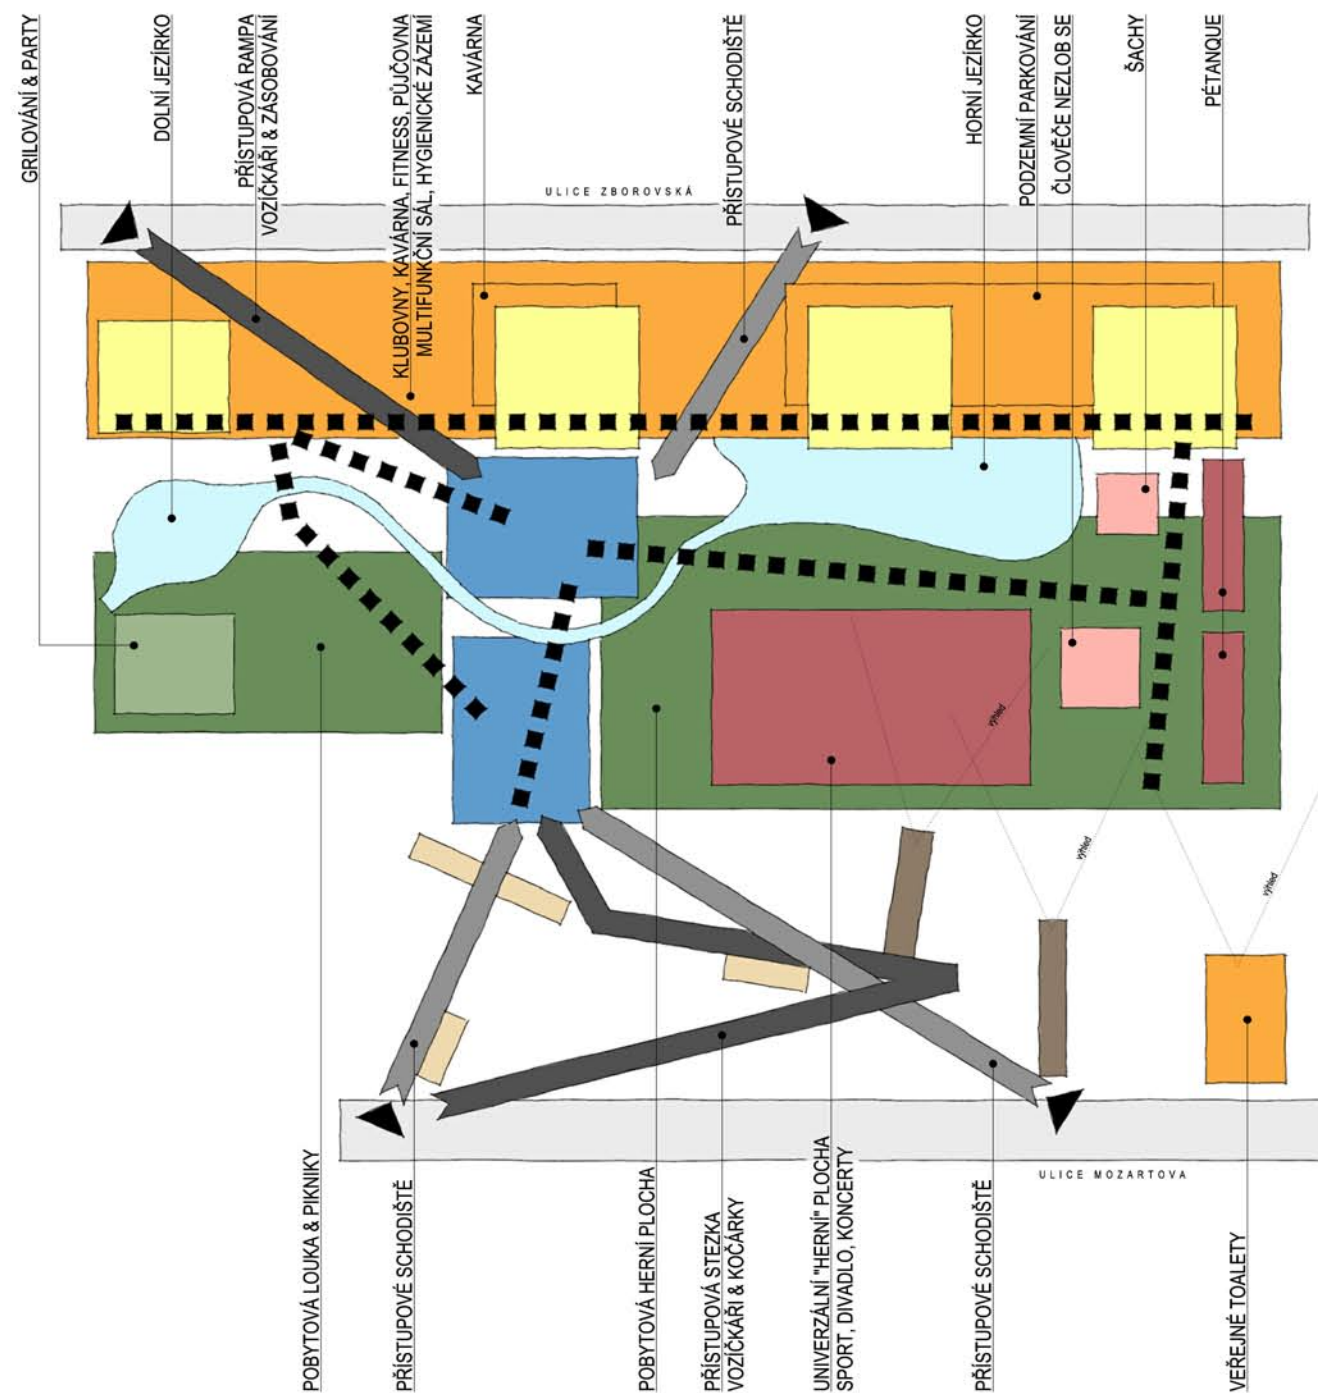 GRILOVÁNÍ & PARTY
DOLNÍ JEZÍRKO
PŘÍSTUPOVÁ RAMPA
VOZÍČKÁŘI & ZÁSOBOVÁNÍ
KLUBOVNY, KAVÁRNA, FITNESS, PŮJČOVNA
MULTIFUNKČNÍ SÁL, HYGIENICKÉ ZÁZEMÍ
KAVÁRNA
PŘÍSTUPOVÉ SCHODIŠTĚ
HORNÍ JEZÍRKO
PODZEMNÍ PARKOVÁNÍ
ČLOVĚČE NEZLOB SE
ŠACHY
PÉTANQUE
ULICE ZBOROVSKÁ
výhled
výhled
výhled
ULICE MOZARTOVA
POBYTOVÁ LOUKA & PIKNIKY
PŘÍSTUPOVÉ SCHODIŠTĚ
POBYTOVÁ HERNÍ PLOCHA
PŘÍSTUPOVÁ STEZKA
VOZÍČKÁŘI & KOČÁRKY
UNIVERZÁLNÍ "HERNÍ" PLOCHA
SPORT, DIVADLO, KONCERTY
PŘÍSTUPOVÉ SCHODIŠTĚ
VEŘEJNÉ TOALETY